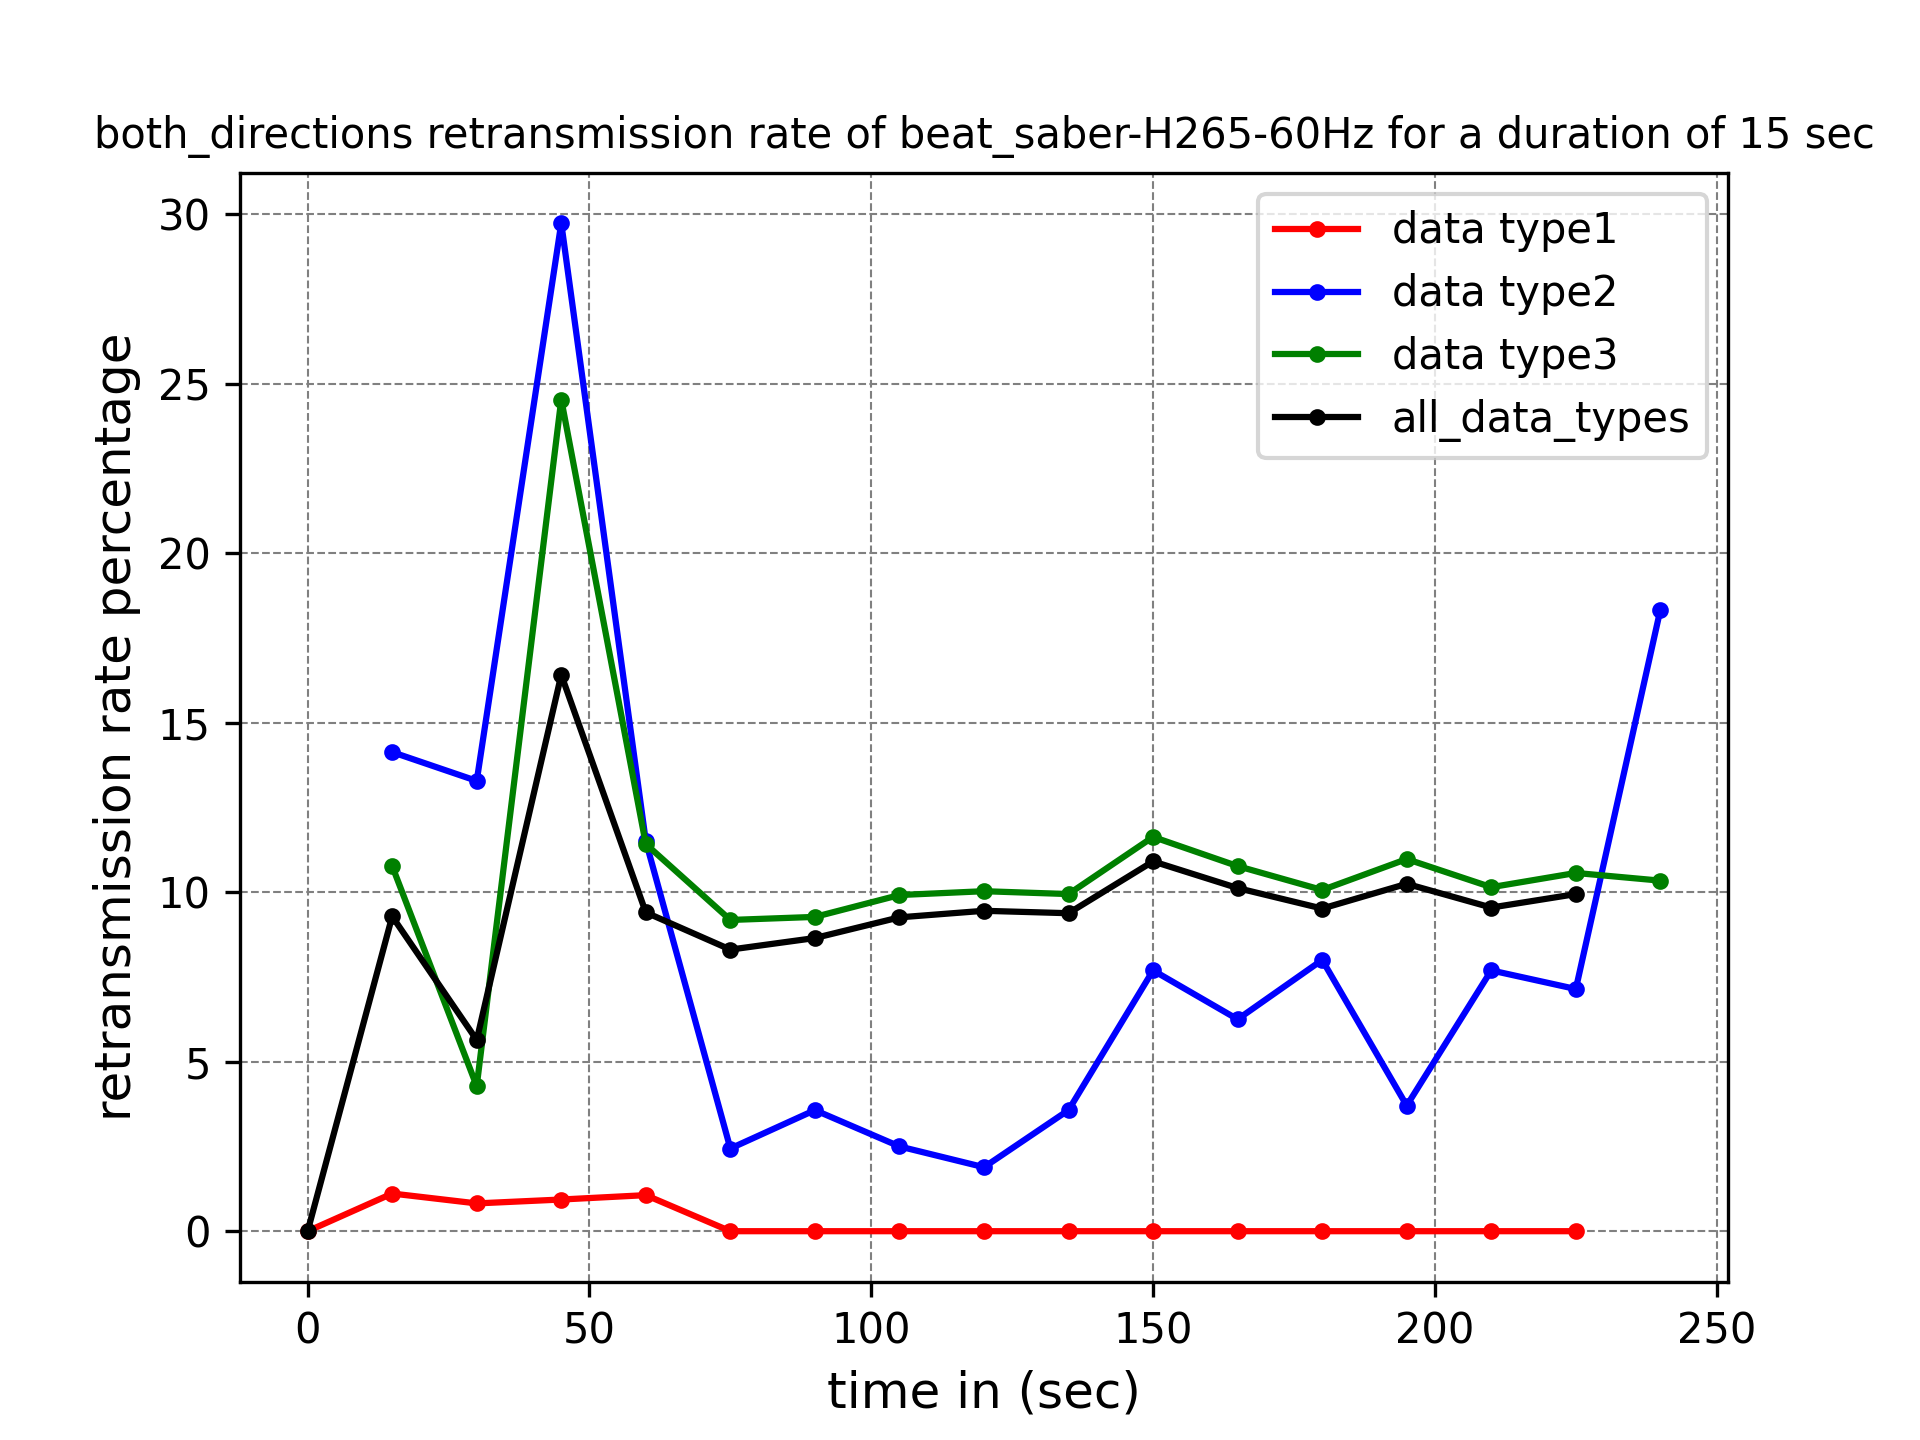 both_directions retransmission rate of beat_saber-H265-60Hz for a duration of 15 sec
30
25
20
15
10
5
0
retransmission rate percentage
data type1
data type2
data type3
all_data_types
0 50 100 150 200 250
time in (sec)